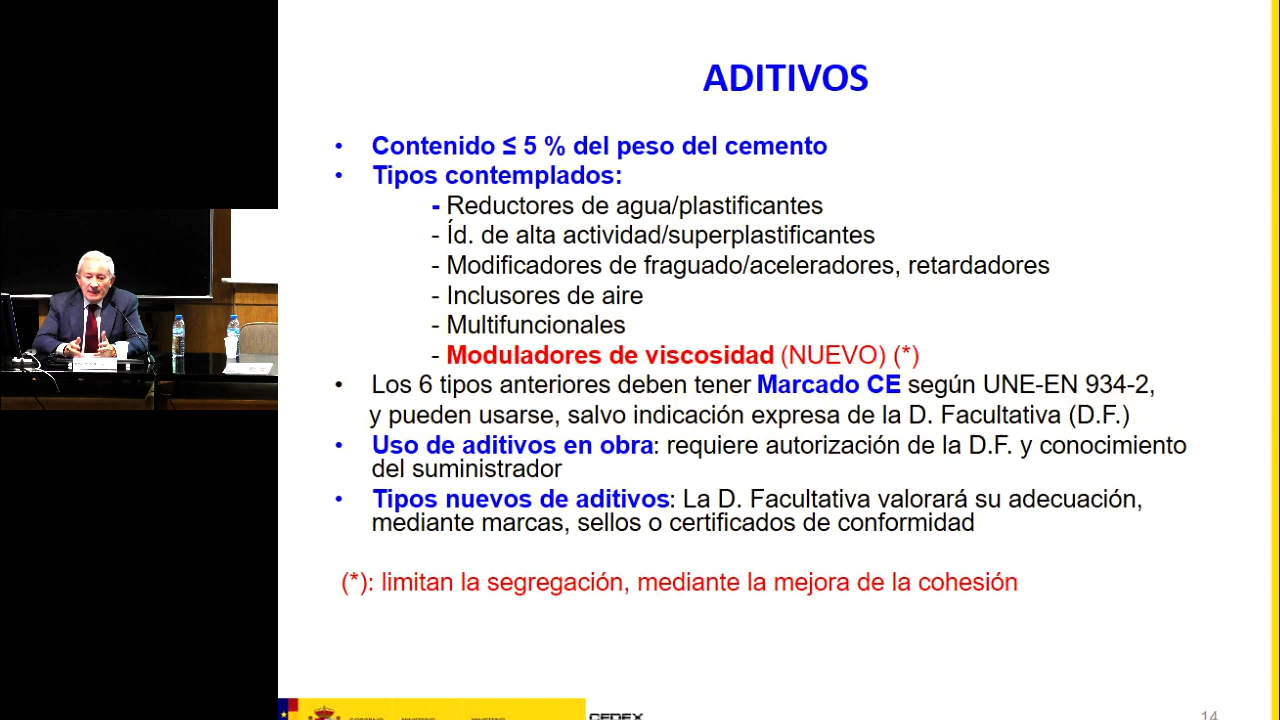 ADITIVOS
• Contenido ≤ 5 % del peso del cemento
• Tipos contemplados:
- Reductores de agua/plastificantes
- Íd. de alta actividad/superplastificantes
- Modificadores de fraguado/aceleradores, retardadores
- Inclusores de aire
- Multifuncionales
- Moduladores de viscosidad (NUEVO) (*)
• Los 6 tipos anteriores deben tener Marcado CE según UNE-EN 934-2,
y pueden usarse, salvo indicación expresa de la D. Facultativa (D.F.)
• Uso de aditivos en obra: requiere autorización de la D.F. y conocimiento
del suministrador
• Tipos nuevos de aditivos: La D. Facultativa valorará su adecuación,
mediante marcas, sellos o certificados de conformidad
(*): limitan la segregación, mediante la mejora de la cohesión
CEDEX
14